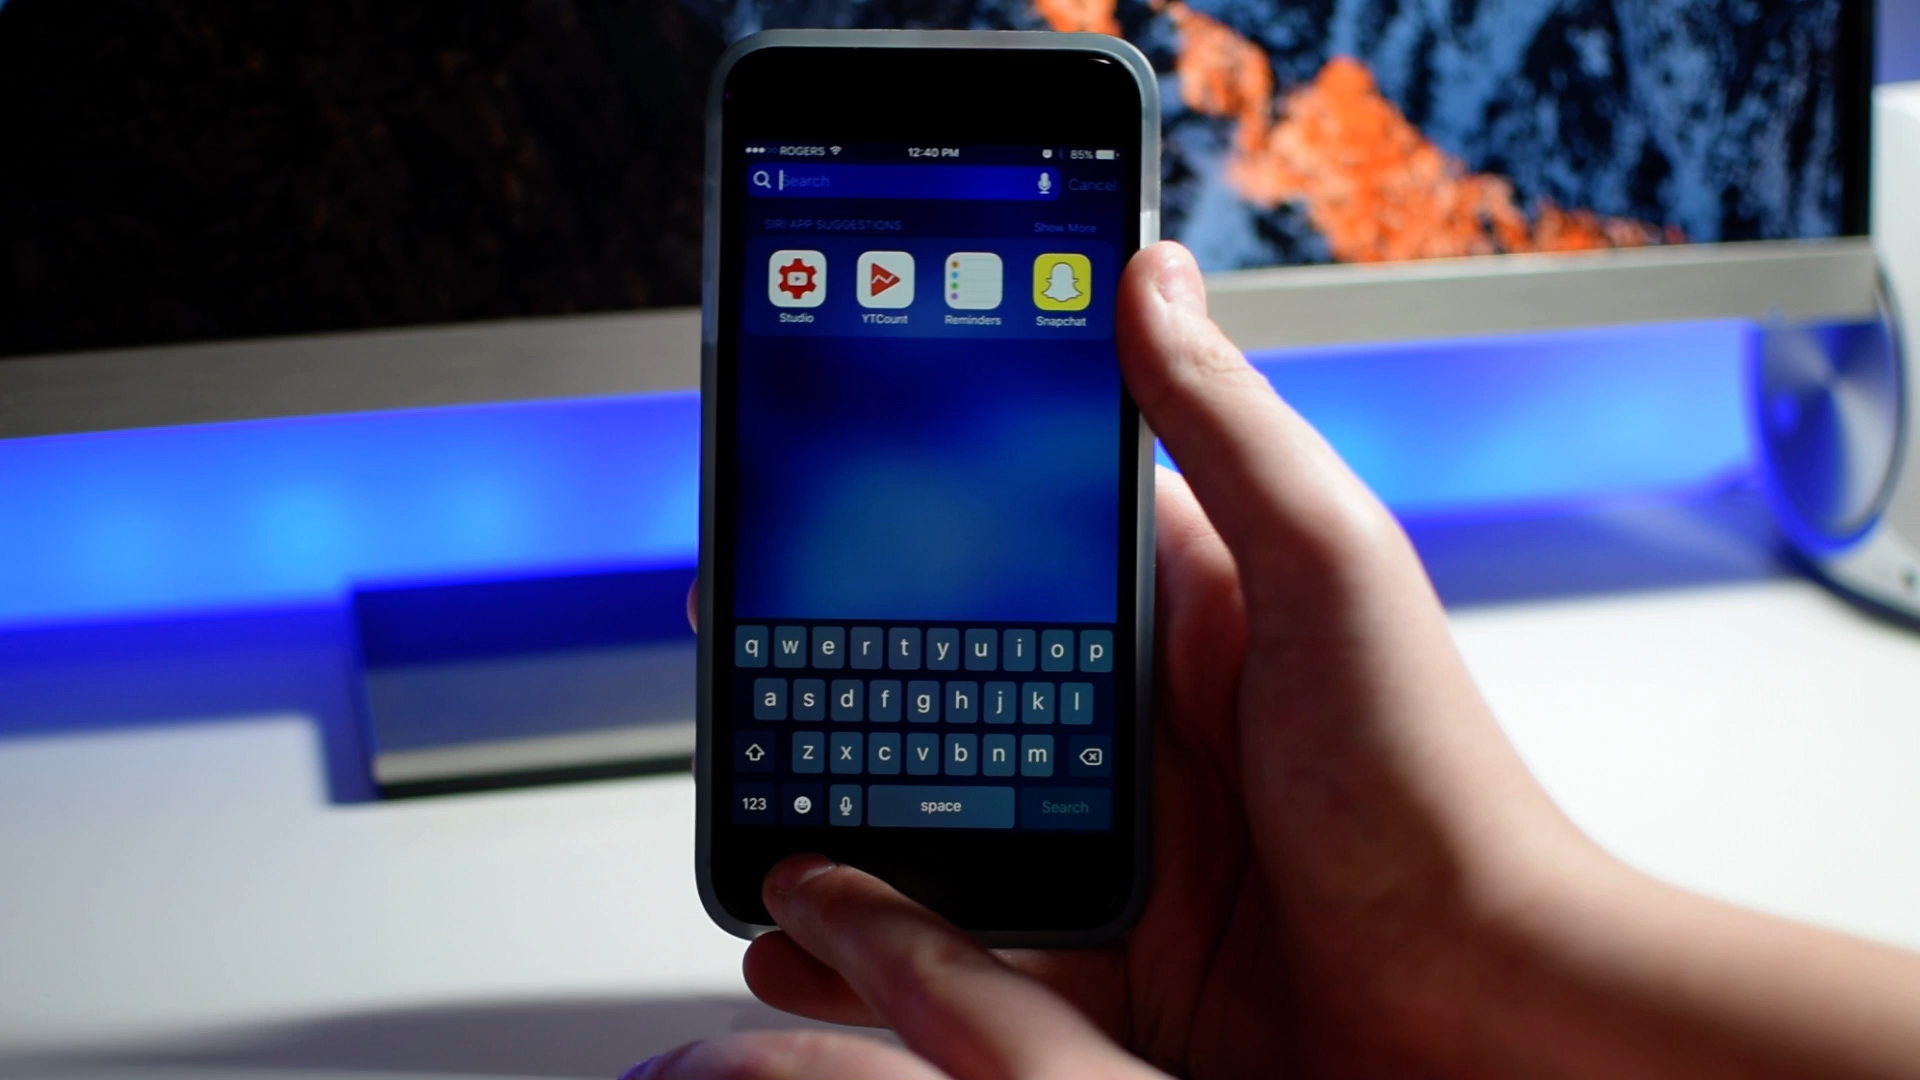 ROGERS 12:40 PM 85%
Search Cancel
SIRI APP SUGGESTIONS Show More
Studio YTCount Reminders Snapchat
q w e r t y u i o p
a s d f g h j k l
z x c v b n m
123 space Search